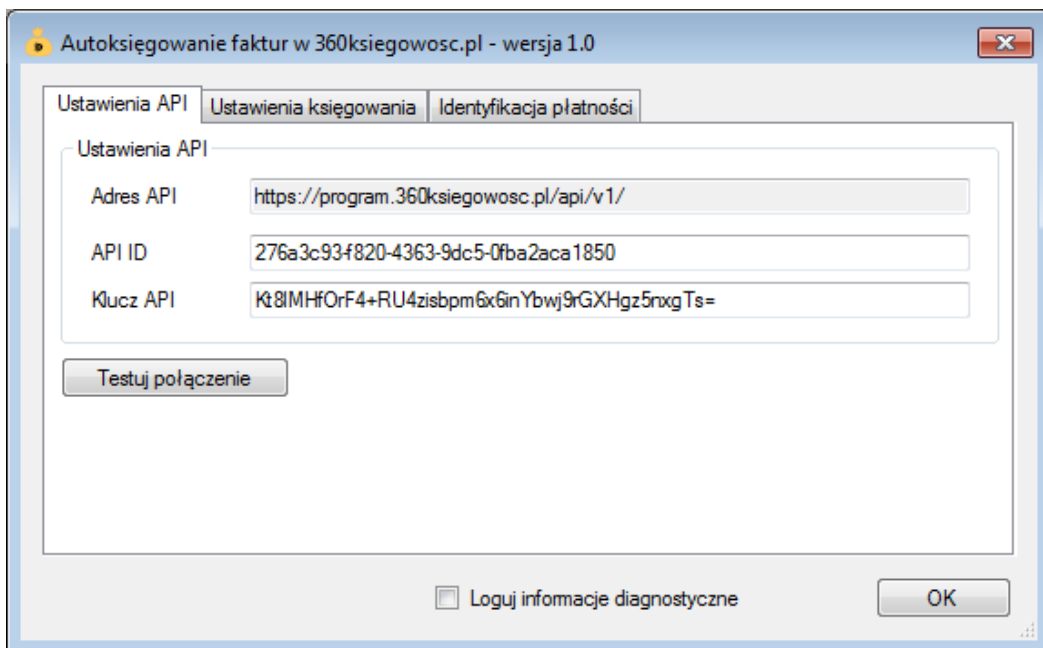 Autoksięgowanie faktur w 360ksiegowosc.pl - wersja 1.0
Ustawienia API Ustawienia księgowania Identyfikacja płatności
Ustawienia API
Adres API https://program.360ksiegowosc.pl/api/v1/
API ID 276a3c93-f820-4363-9dc5-0fba2aca1850
Klucz API Kt8IMHfOrF4+RU4zisbpm6x6inYbwj9rGXHgz5nxgTs=
Testuj połączenie
Loguj informacje diagnostyczne OK